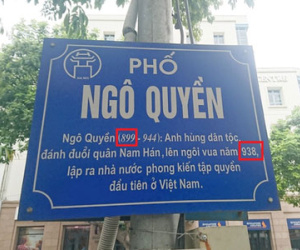 PHỐ
NGÔ QUYỀN
Ngô Quyền (899 - 944): Anh hùng dân tộc,
đánh đuổi quân Nam Hán, lên ngôi vua năm 938,
lập ra nhà nước phong kiến tập quyền
đầu tiên ở Việt Nam.